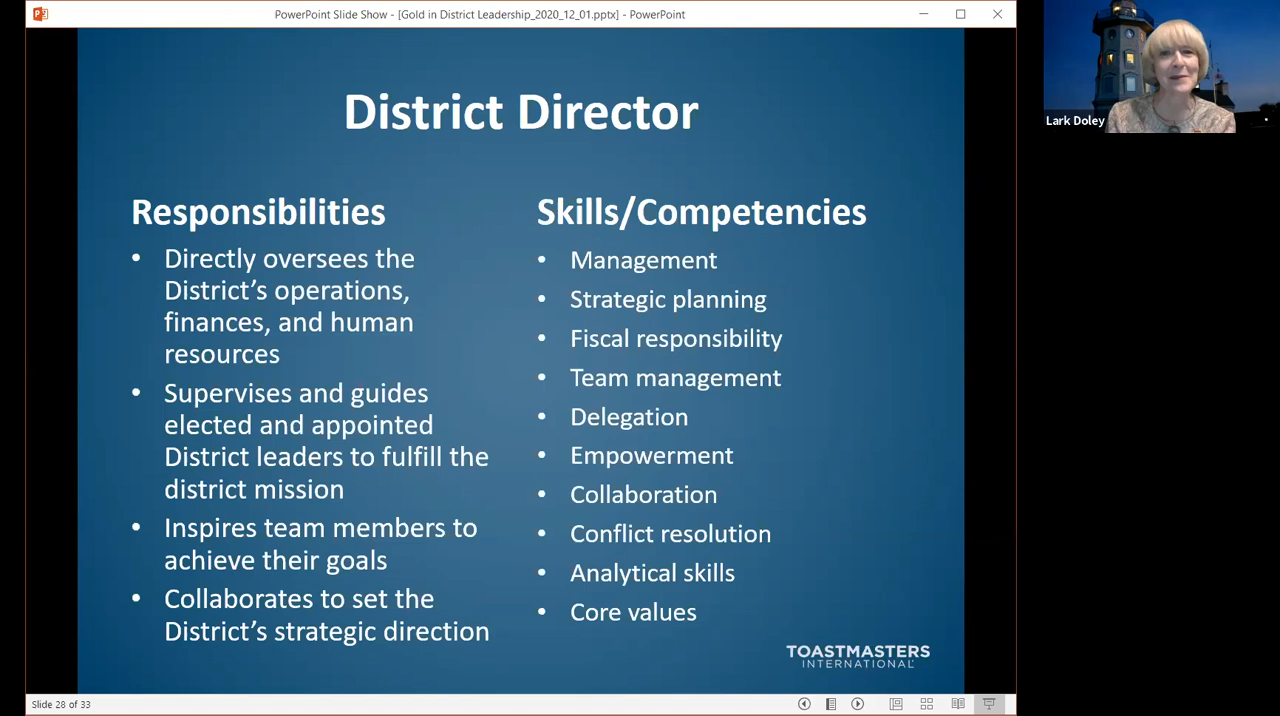 PowerPoint Slide Show - [Gold in District Leadership_2020_12_01.pptx] - PowerPoint
District Director
Responsibilities
• Directly oversees the
District’s operations,
finances, and human
resources
• Supervises and guides
elected and appointed
District leaders to fulfill the
district mission
• Inspires team members to
achieve their goals
• Collaborates to set the
District’s strategic direction
Skills/Competencies
• Management
• Strategic planning
• Fiscal responsibility
• Team management
• Delegation
• Empowerment
• Collaboration
• Conflict resolution
• Analytical skills
• Core values
TOASTMASTERS
INTERNATIONAL
Slide 28 of 33
Lark Doley